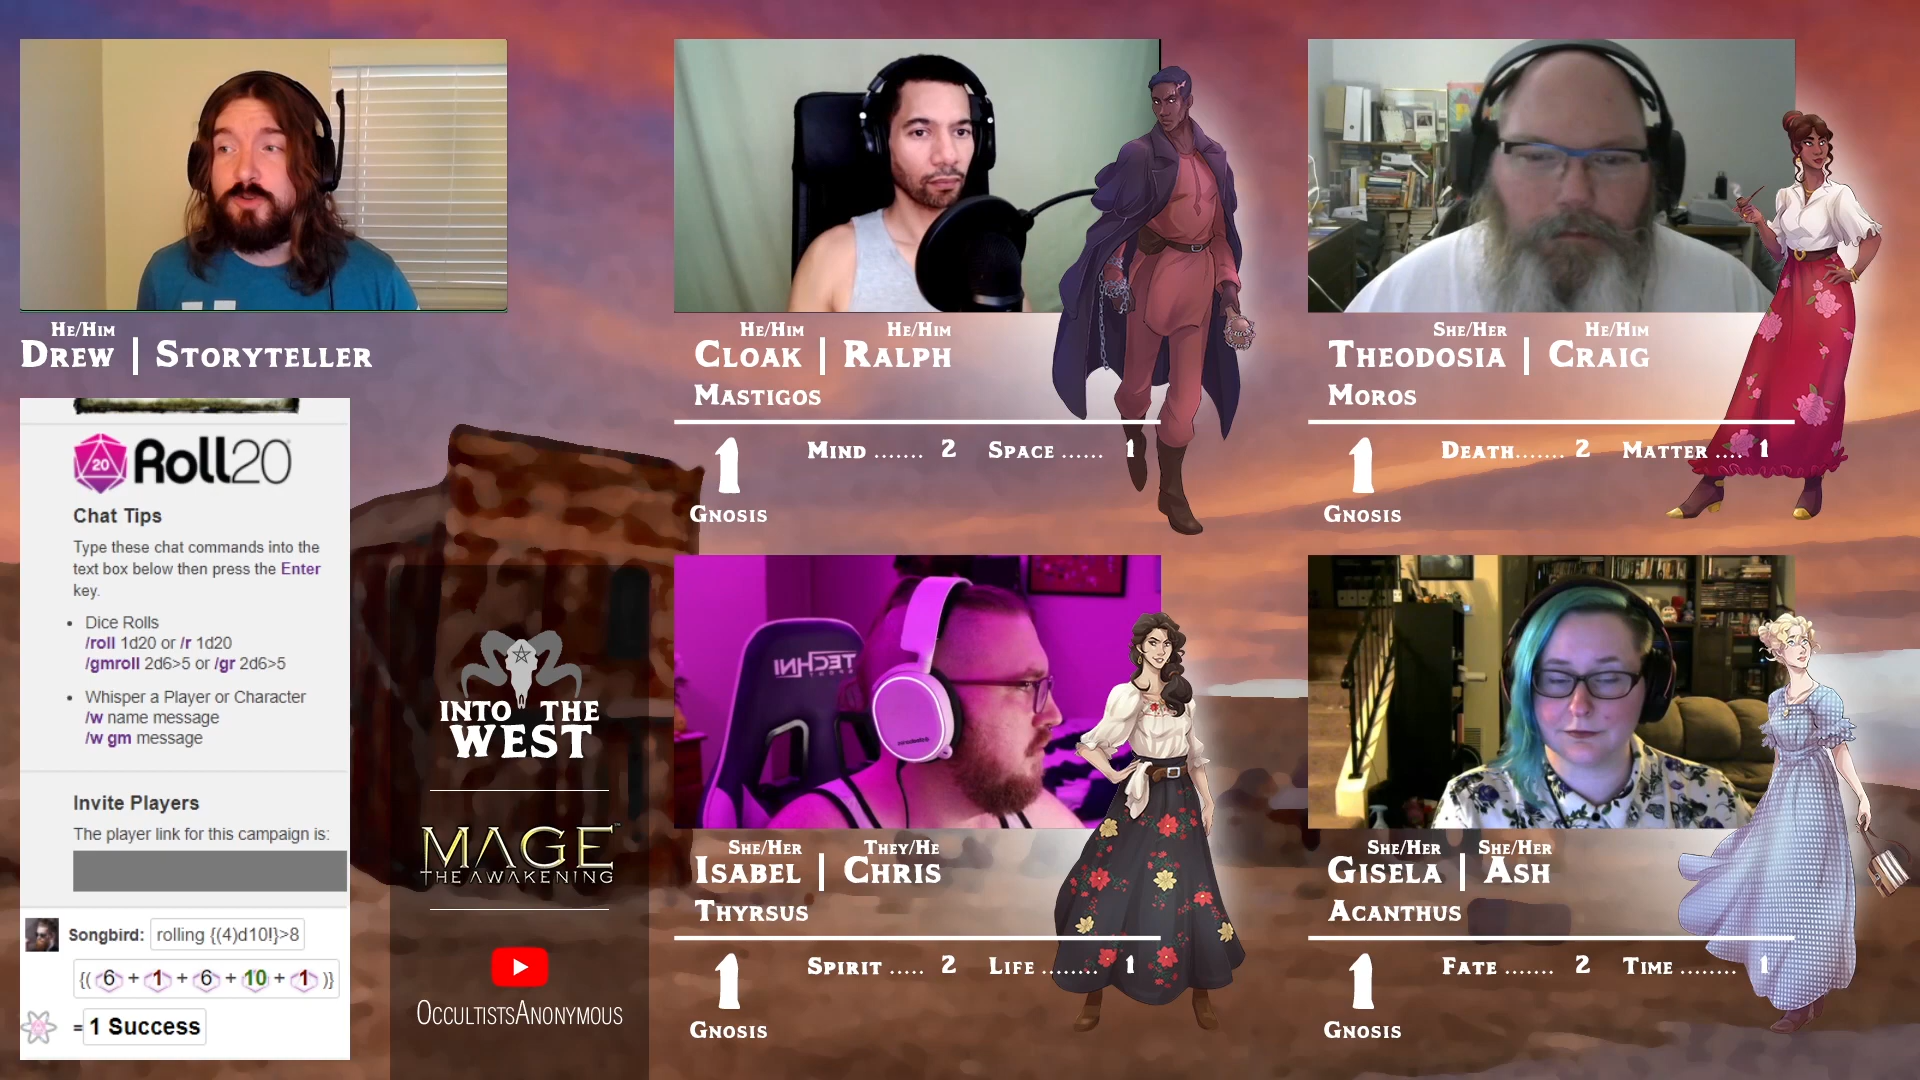 He/Him
Drew | Storyteller
20 Roll20
Chat Tips
Type these chat commands into the
text box below then press the Enter
key.
• Dice Rolls
/roll 1d20 or /r 1d20
/gmroll 2d6>5 or /gr 2d6>5
• Whisper a Player or Character
/w name message
/w gm message
Invite Players
The player link for this campaign is:
Songbird: rolling {(4)d10!}>8
{( 6 + 1 + 6 + 10 + 1 )}
= 1 Success
INTO THE
WEST
MAGE™
THE AWAKENING
OccultistsAnonymous
He/Him He/Him
Cloak | Ralph
Mastigos
1
Gnosis
Mind ....... 2 Space ...... 1
She/Her He/Him
Theodosia | Craig
Moros
1
Gnosis
Death....... 2 Matter .... 1
TECHNI
SPORT
She/Her They/He
Isabel | Chris
Thyrsus
1
Gnosis
Spirit ..... 2 Life ........ 1
She/Her She/Her
Gisela | Ash
Acanthus
1
Gnosis
Fate ....... 2 Time ........ 1